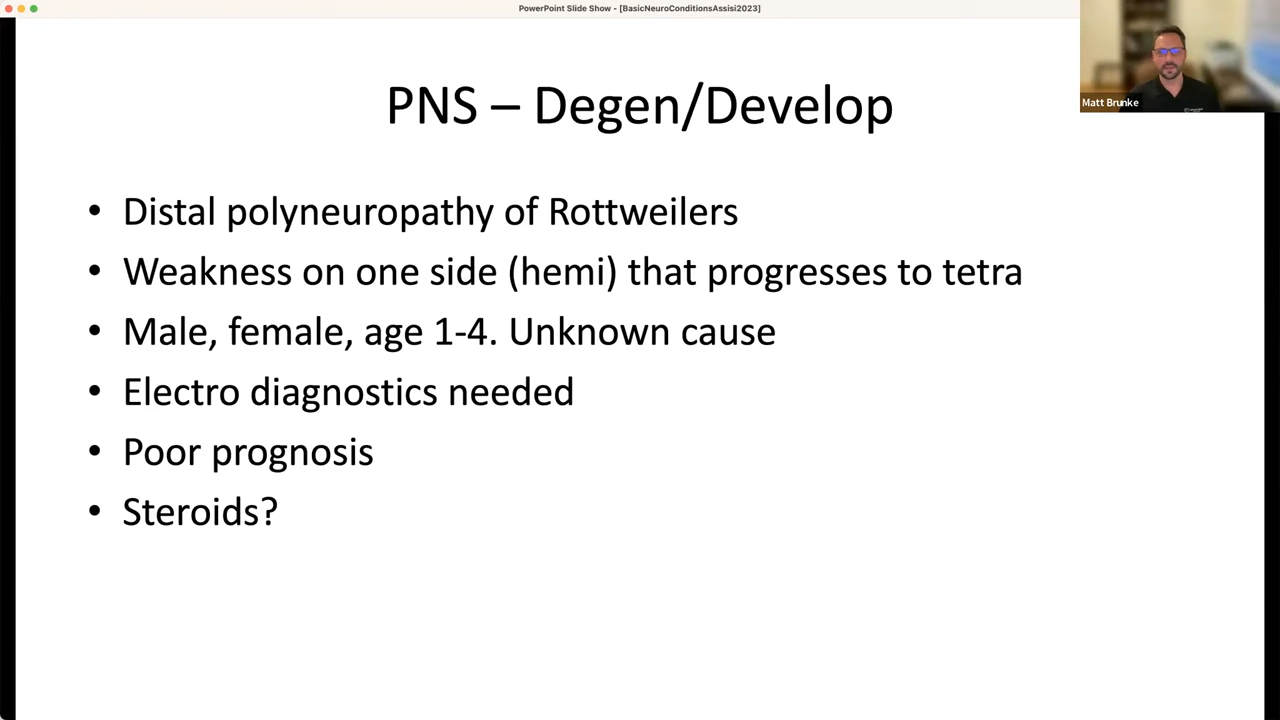 PowerPoint Slide Show - [BasicNeuroConditionsAssisi2023]
Matt Brunke
PNS – Degen/Develop
• Distal polyneuropathy of Rottweilers
• Weakness on one side (hemi) that progresses to tetra
• Male, female, age 1-4. Unknown cause
• Electro diagnostics needed
• Poor prognosis
• Steroids?